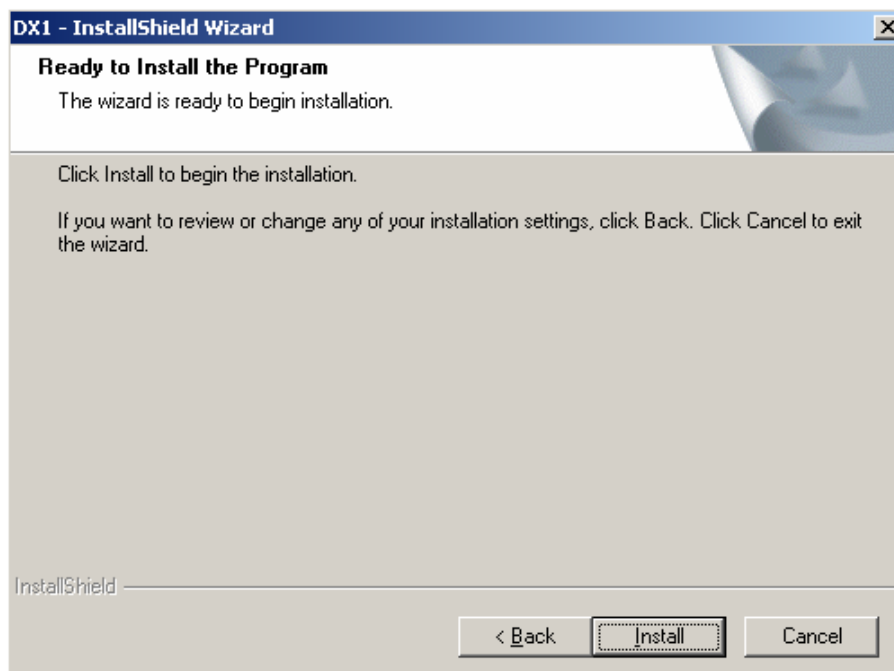 DX1 - InstallShield Wizard
Ready to Install the Program
The wizard is ready to begin installation.
Click Install to begin the installation.
If you want to review or change any of your installation settings, click Back. Click Cancel to exit
the wizard.
InstallShield
< Back Install Cancel